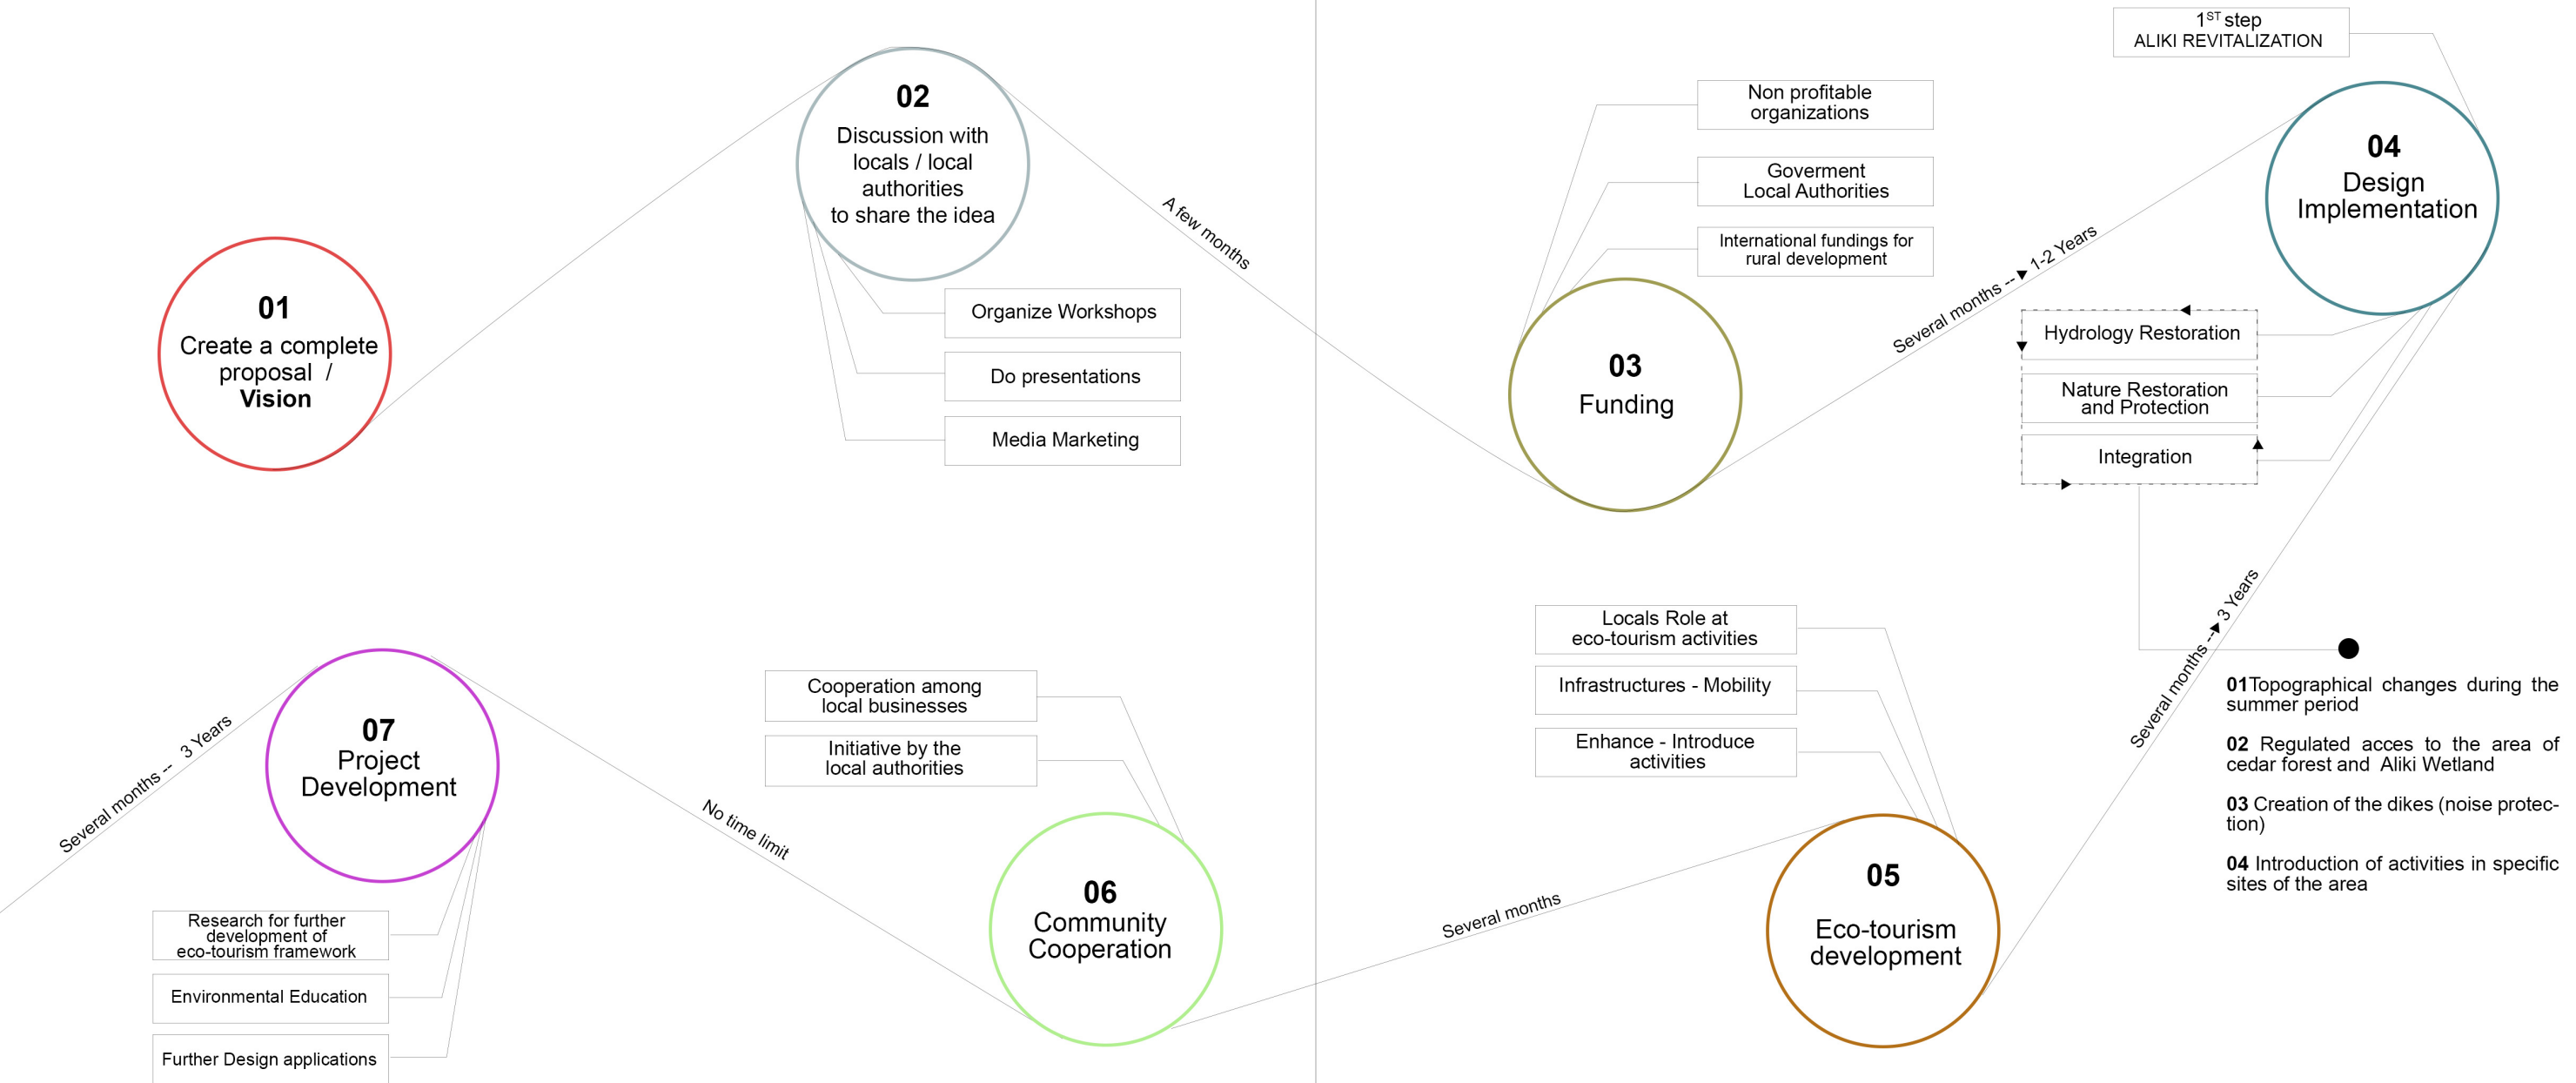 01
Create a complete
proposal /
Vision
02
Discussion with
locals / local
authorities
to share the idea
Organize Workshops
Do presentations
Media Marketing
A few months
Non profitable
organizations
Goverment
Local Authorities
International fundings for
rural development
03
Funding
Several months -- 1-2 Years
1ST step
ALIKI REVITALIZATION
04
Design
Implementation
Hydrology Restoration
Nature Restoration
and Protection
Integration
01Topographical changes during the
summer period
02 Regulated acces to the area of
cedar forest and Aliki Wetland
03 Creation of the dikes (noise protec-
tion)
04 Introduction of activities in specific
sites of the area
Several months -- 3 Years
Locals Role at
eco-tourism activities
Infrastructures - Mobility
Enhance - Introduce
activities
05
Eco-tourism
development
Several months
Cooperation among
local businesses
Initiative by the
local authorities
06
Community
Cooperation
No time limit
07
Project
Development
Research for further
development of
eco-tourism framework
Environmental Education
Further Design applications
Several months -- 3 Years